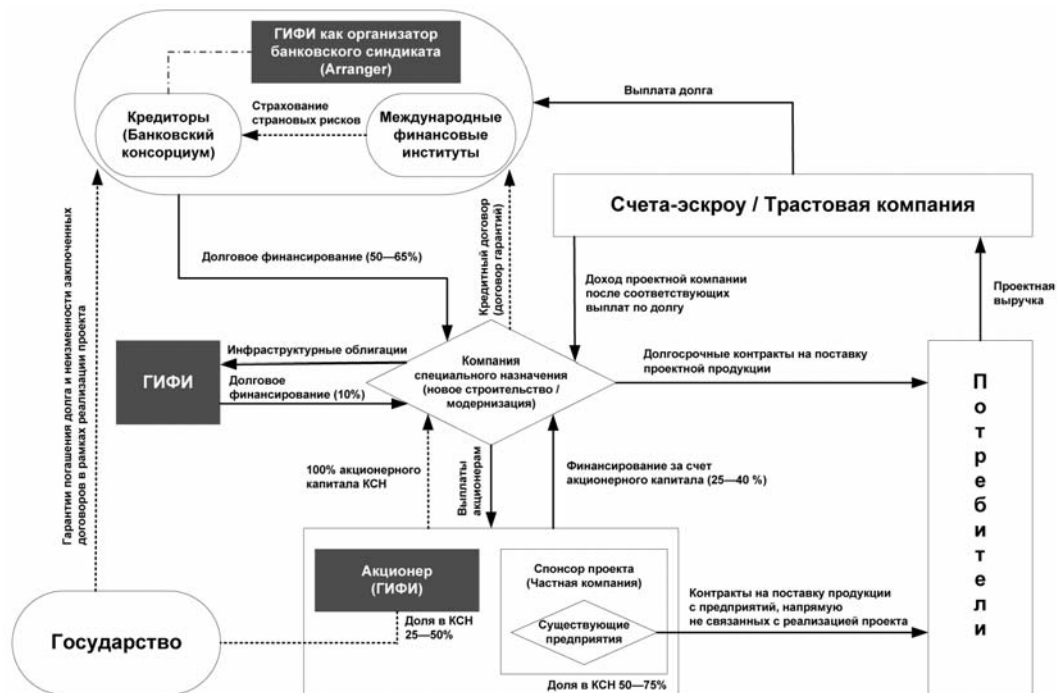 ГИФИ как организатор
банковского синдиката
(Arranger)
Кредиторы
(Банковский
консорциум)
Страхование
страновых рисков
Международные
финансовые
институты
Выплата долга
Счета-эскроу / Трастовая компания
Гарантии погашения долга и неизменности заключенных
договоров в рамках реализации проекта
Долговое финансирование (50—65%)
Кредитный договор
(договор гарантий)
Доход проектной компании
после соответствующих
выплат по долгу
Проектная
выручка
ГИФИ
Инфраструктурные облигации
Долговое
финансирование (10%)
Компания
специального назначения
(новое строительство /
модернизация)
Долгосрочные контракты на поставку
проектной продукции
Потребители
100% акционерного
капитала КСН
Выплаты
акционерам
Финансирование за счет
акционерного капитала (25—40 %)
Акционер
(ГИФИ)
Спонсор проекта
(Частная компания)
Существующие
предприятия
Контракты на поставку продукции
с предприятий, напрямую
не связанных с реализацией проекта
Государство
Доля в КСН
25—50%
Доля в КСН 50—75%